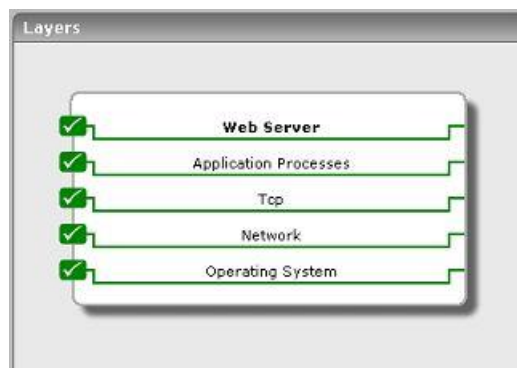 Layers
Web Server
Application Processes
Tcp
Network
Operating System